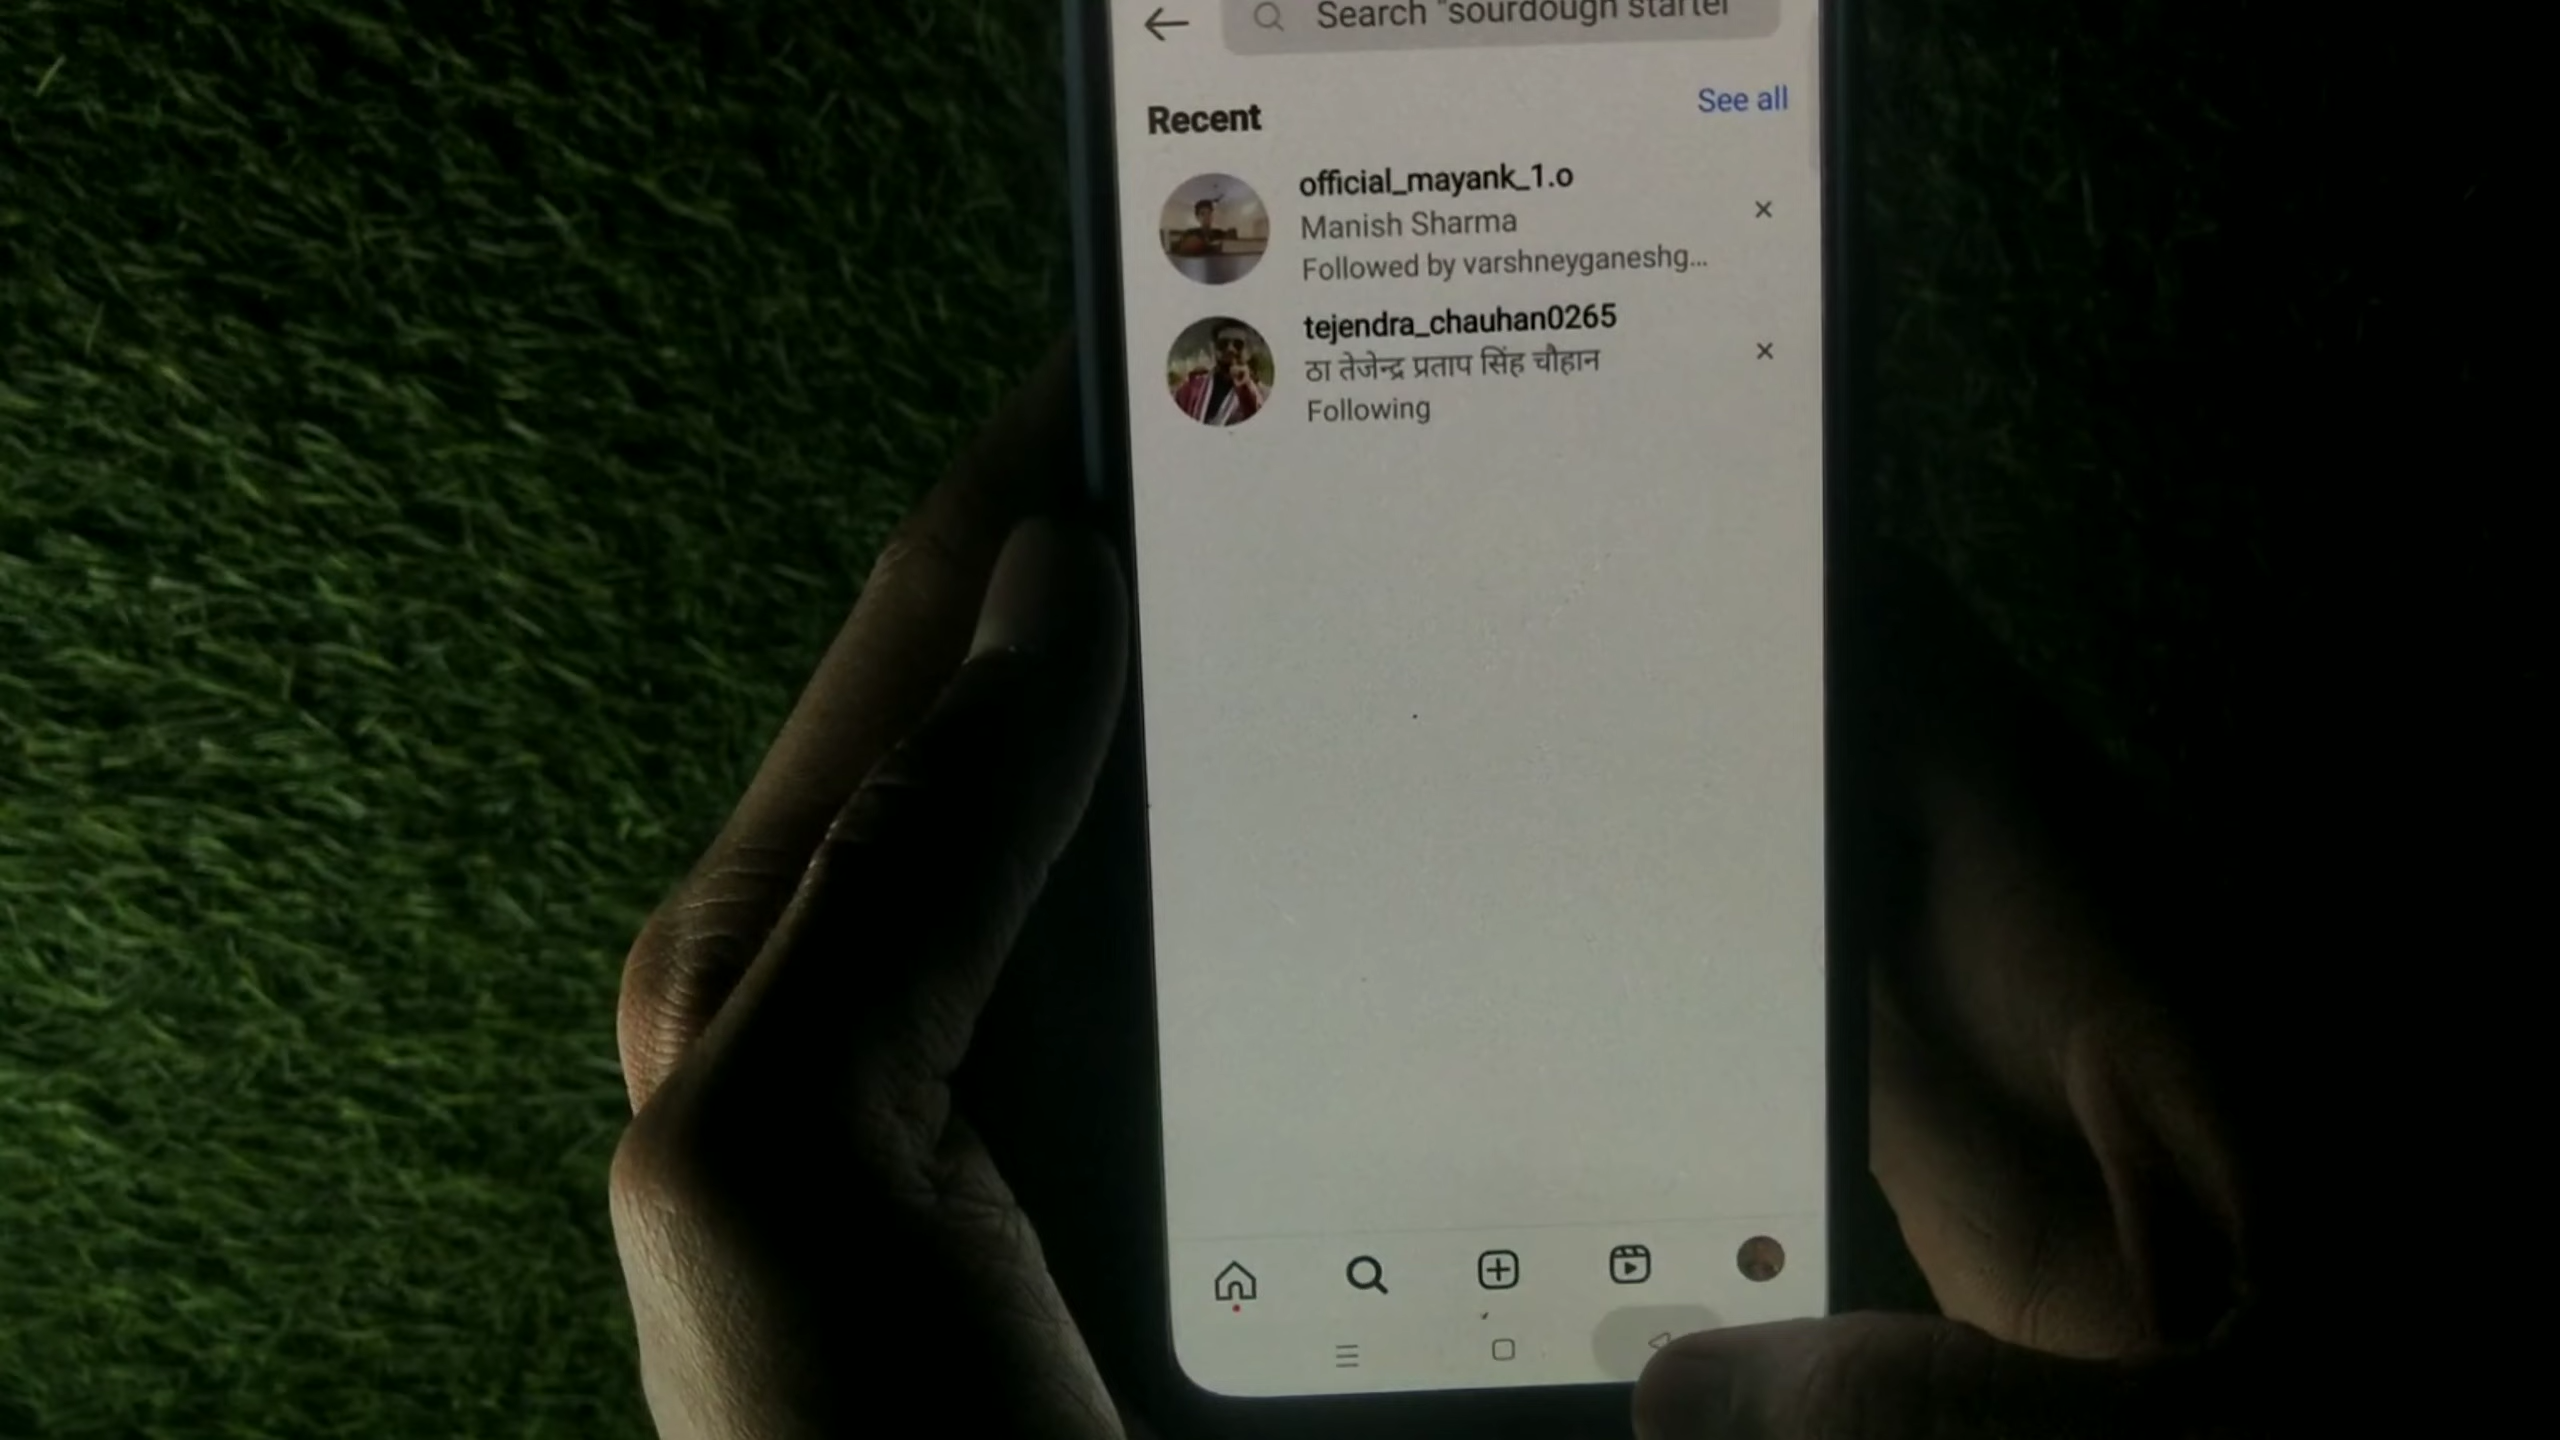 Search "sourdough starter
Recent
See all
official_mayank_1.o
Manish Sharma
Followed by varshneyganeshg...
tejendra_chauhan0265
ठा तेजेन्द्र प्रताप सिंह चौहान
Following